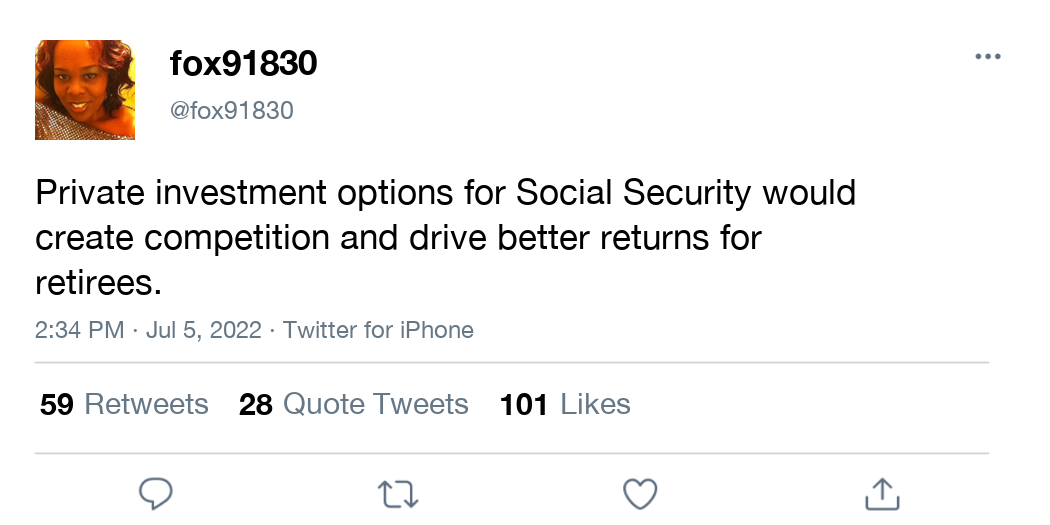 fox91830
@fox91830
Private investment options for Social Security would
create competition and drive better returns for
retirees.
2:34 PM · Jul 5, 2022 · Twitter for iPhone
59 Retweets 28 Quote Tweets 101 Likes